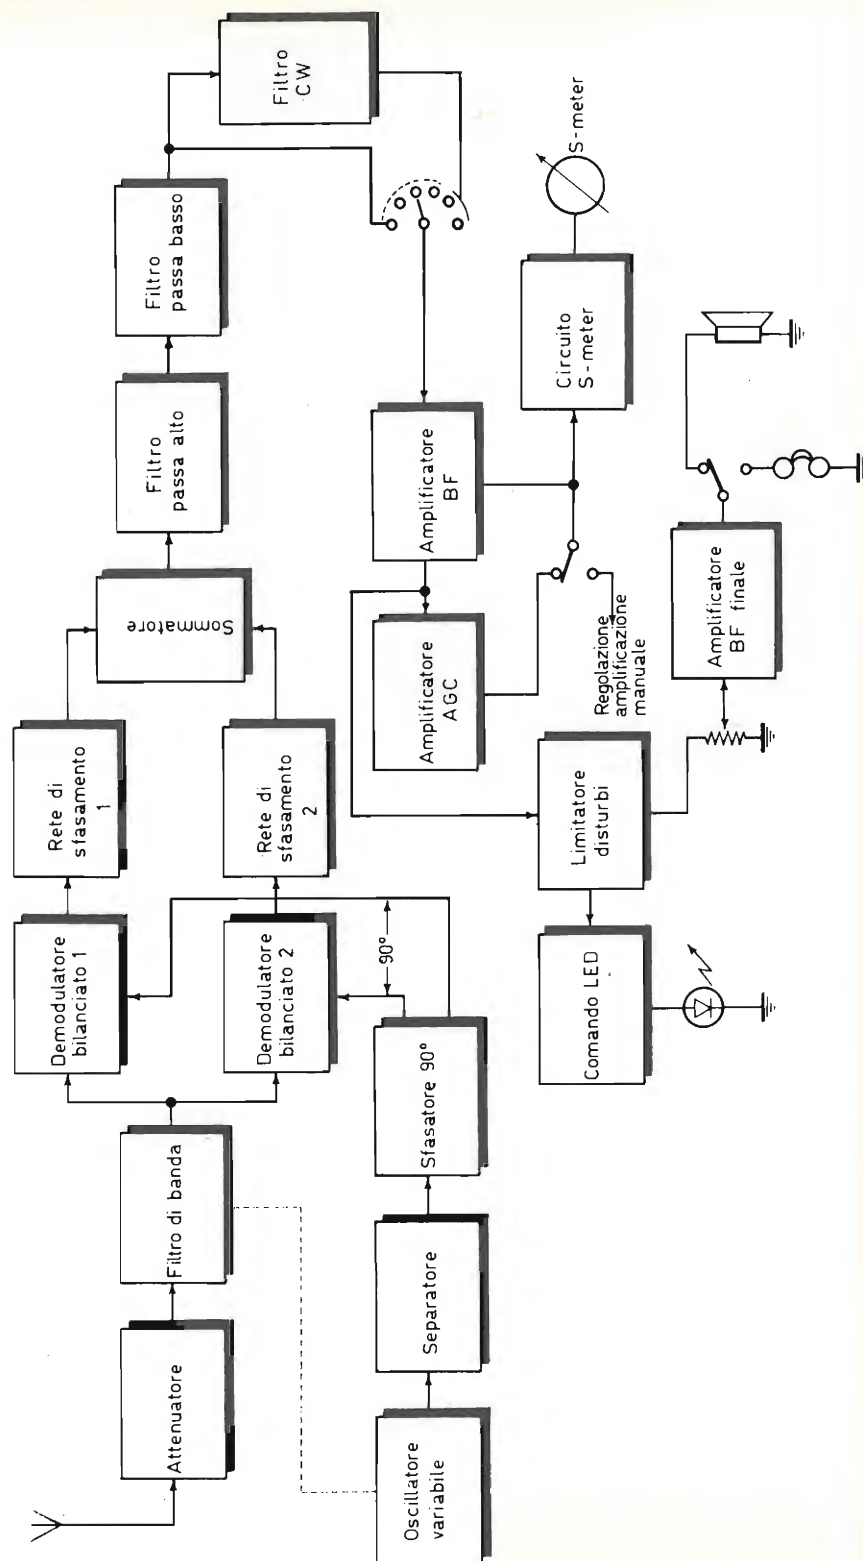 Attenuatore
Filtro di banda
Demodulatore
bilanciato 1
Rete di
sfasamento
1
Demodulatore
bilanciato 2
Rete di
sfasamento
2
Sommatore
Filtro
passa alto
Filtro
passa basso
Filtro
CW
Oscillatore
variabile
Separatore
Sfasatore 90°
90°
Amplificatore
AGC
Amplificatore
BF
Regolazione
amplificazione
manuale
Circuito
S-meter
S-meter
Comando LED
Limitatore
disturbi
Amplificatore
BF finale